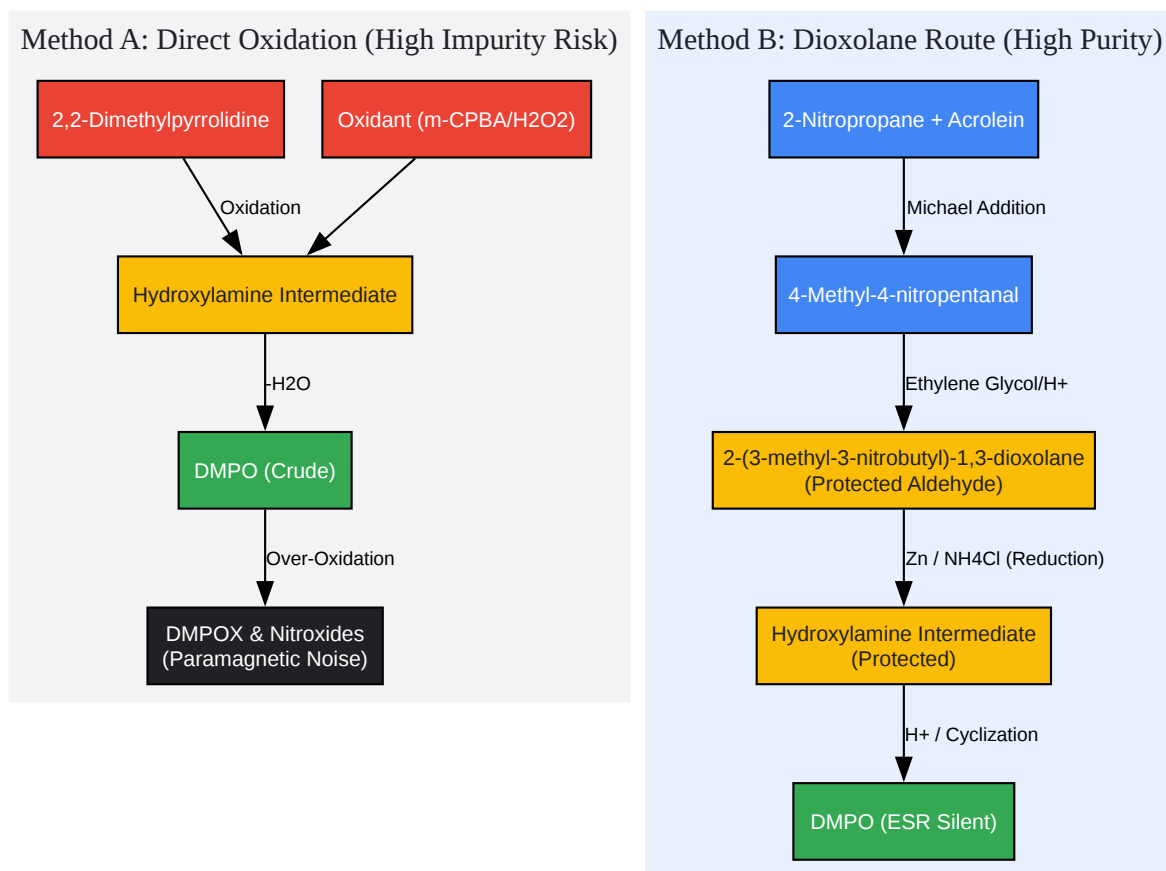 Method A: Direct Oxidation (High Impurity Risk)
2,2-Dimethylpyrrolidine
Oxidant (m-CPBA/H2O2)
Oxidation
Hydroxylamine Intermediate
-H2O
DMPO (Crude)
Over-Oxidation
DMPOX & Nitroxides
(Paramagnetic Noise)
Method B: Dioxolane Route (High Purity)
2-Nitropropane + Acrolein
Michael Addition
4-Methyl-4-nitropentanal
Ethylene Glycol/H+
2-(3-methyl-3-nitrobutyl)-1,3-dioxolane
(Protected Aldehyde)
Zn / NH4Cl (Reduction)
Hydroxylamine Intermediate
(Protected)
H+ / Cyclization
DMPO (ESR Silent)